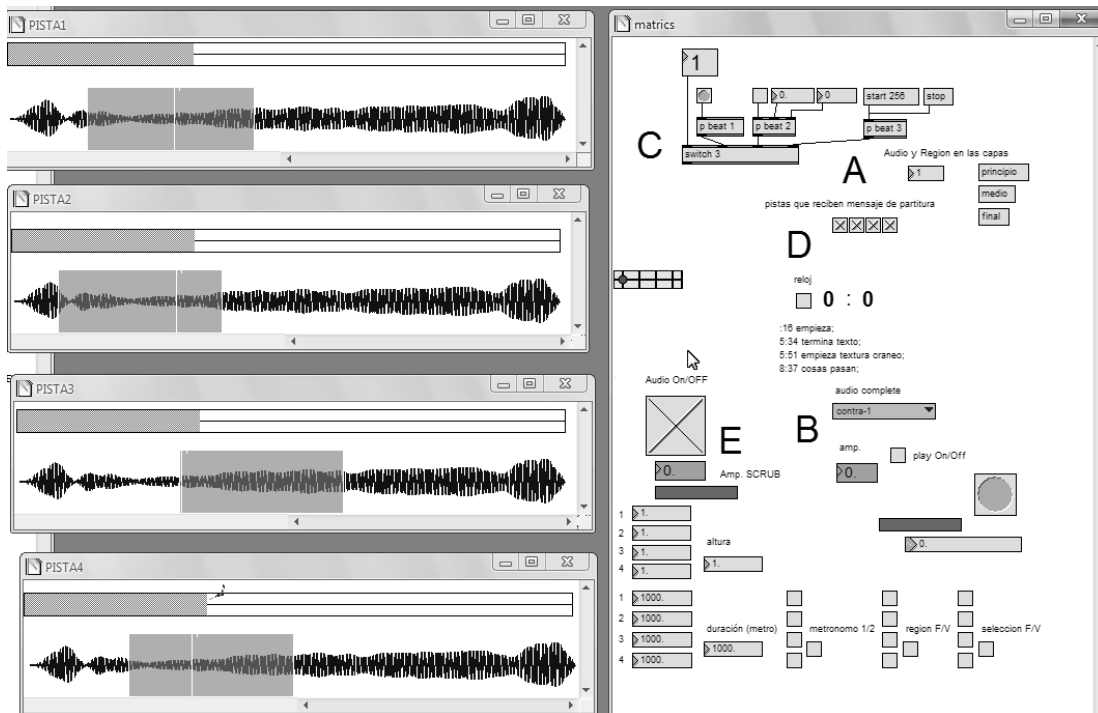 PISTA1
PISTA2
PISTA3
PISTA4
matrics
1
0.
0
start 256
stop
p beat 1
p beat 2
p beat 3
C
switch 3
A
Audio y Region en las capas
1
principio
medio
final
pistas que reciben mensaje de partitura
D
reloj
0 : 0
:16 empieza;
5:34 termina texto;
5:51 empieza textura craneo;
8:37 cosas pasan;
Audio On/OFF
E
0.
Amp. SCRUB
audio complete
contra-1
B
amp.
0.
play On/Off
0.
1 1.
2 1.
3 1.
4 1.
altura
1.
1 1000.
2 1000.
3 1000.
4 1000.
duración (metro)
1000.
metronomo 1/2
region F/V
seleccion F/V